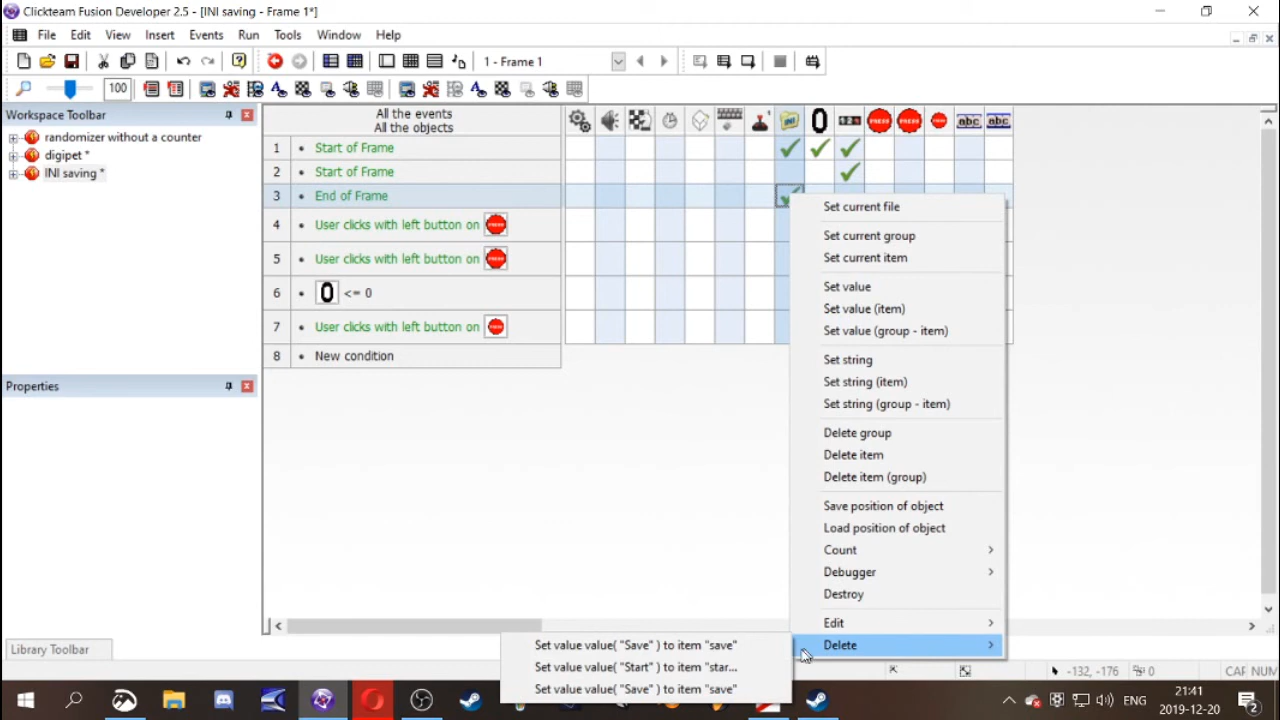 Clickteam Fusion Developer 2.5 - [INI saving - Frame 1*]
File Edit View Insert Events Run Tools Window Help
1 - Frame 1
100
Workspace Toolbar
randomizer without a counter
digipet *
INI saving *
Properties
Library Toolbar
All the events
All the objects
PRESS PRESS abc abc
1 • Start of Frame
2 • Start of Frame
3 • End of Frame
4 • User clicks with left button on
5 • User clicks with left button on
6 • 0 <= 0
7 • User clicks with left button on
8 • New condition
Set current file
Set current group
Set current item
Set value
Set value (item)
Set value (group - item)
Set string
Set string (item)
Set string (group - item)
Delete group
Delete item
Delete item (group)
Save position of object
Load position of object
Count
Debugger
Destroy
Edit
Delete
Set value value( "Save" ) to item "save"
Set value value( "Start" ) to item "star...
Set value value( "Save" ) to item "save"
-132, -176 0 CAF NUM
ENG
21:41
2019-12-20
2